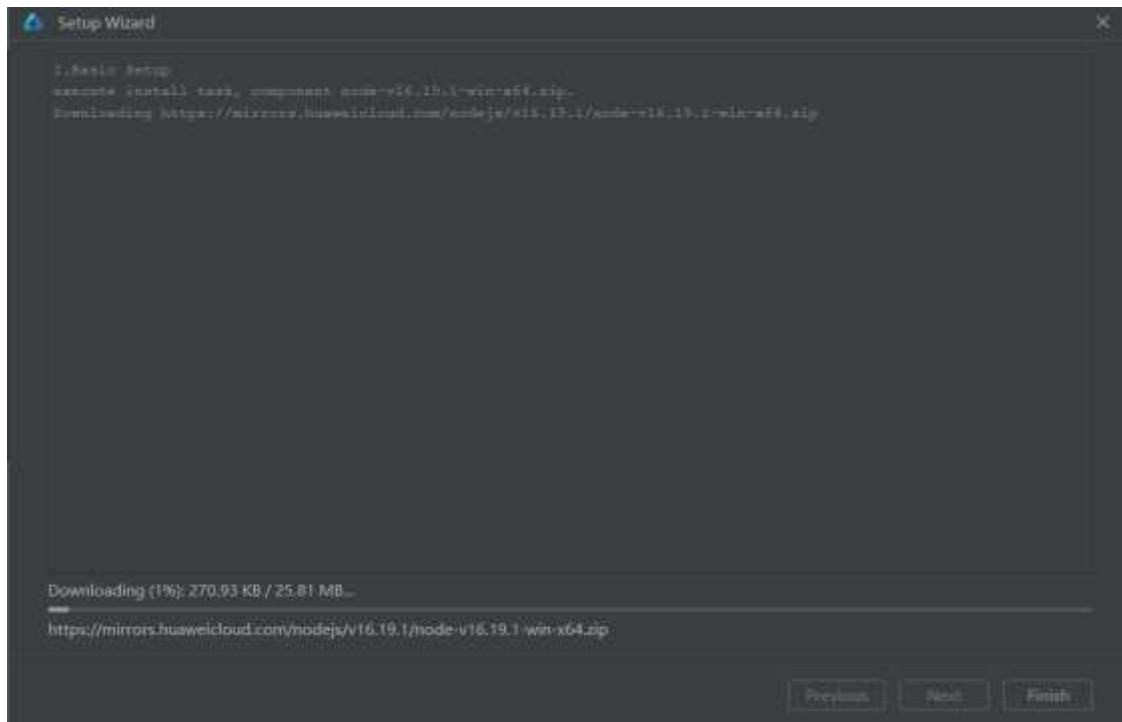 Setup Wizard
1.Basic Setup
execute install task, component node-v16.19.1-win-x64.zip.
Downloading https://mirrors.huaweicloud.com/nodejs/v16.19.1/node-v16.19.1-win-x64.zip
Downloading (1%): 270.93 KB / 25.81 MB...
https://mirrors.huaweicloud.com/nodejs/v16.19.1/node-v16.19.1-win-x64.zip
Previous Next Finish